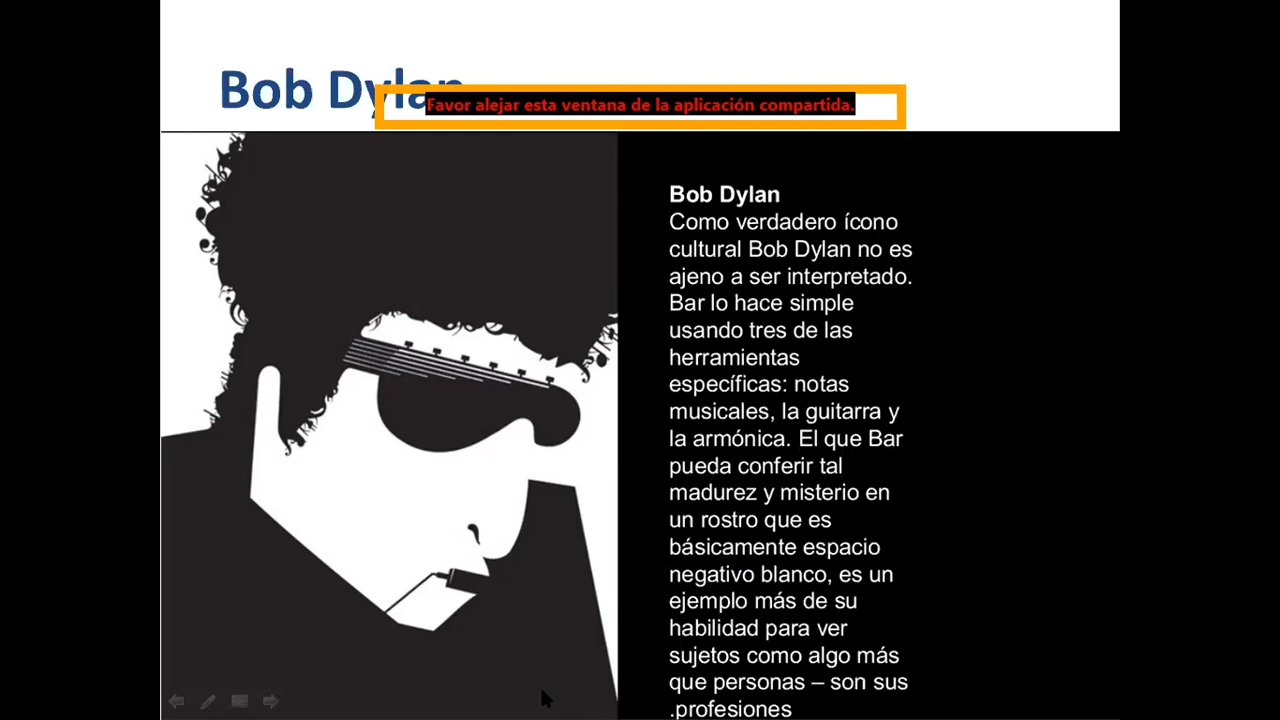 Bob Dylan
Favor alejar esta ventana de la aplicación compartida.
Bob Dylan
Como verdadero ícono
cultural Bob Dylan no es
ajeno a ser interpretado.
Bar lo hace simple
usando tres de las
herramientas
específicas: notas
musicales, la guitarra y
la armónica. El que Bar
pueda conferir tal
madurez y misterio en
un rostro que es
básicamente espacio
negativo blanco, es un
ejemplo más de su
habilidad para ver
sujetos como algo más
que personas – son sus
.profesiones